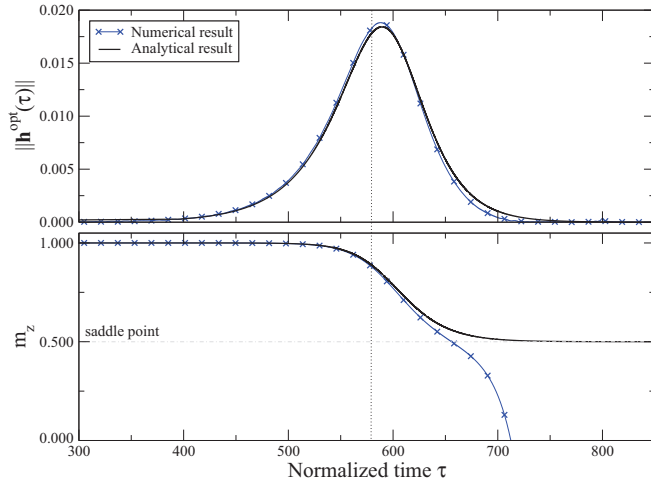 0.020
Numerical result
Analytical result
0.015
0.010
0.005
0.000
||h^opt(τ)||
1.000
saddle point
0.500
0.000
m_z
300 400 500 600 700 800
Normalized time τ